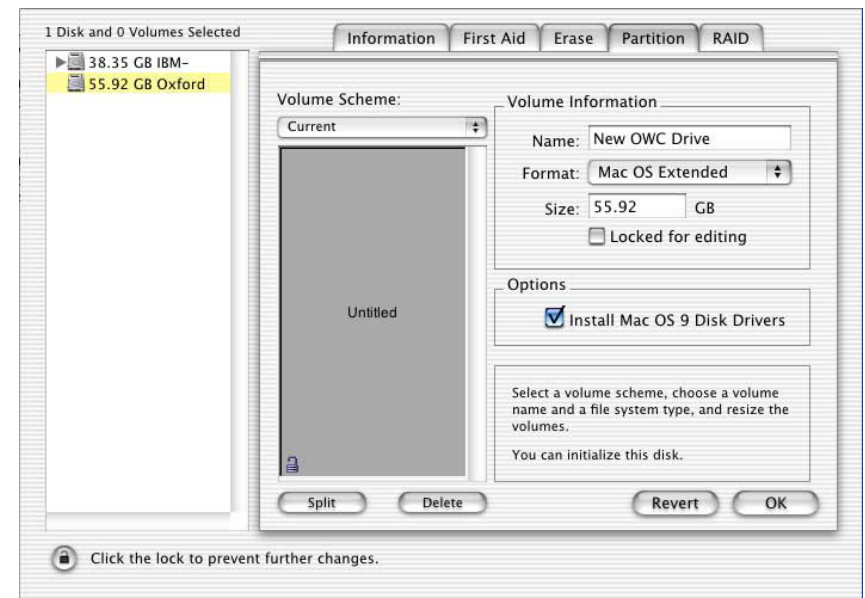 1 Disk and 0 Volumes Selected
38.35 GB IBM–
55.92 GB Oxford
Information
First Aid
Erase
Partition
RAID
Volume Scheme:
Current
Untitled
Split
Delete
Volume Information
Name: New OWC Drive
Format: Mac OS Extended
Size: 55.92 GB
Locked for editing
Options
Install Mac OS 9 Disk Drivers
Select a volume scheme, choose a volume
name and a file system type, and resize the
volumes.
You can initialize this disk.
Revert
OK
Click the lock to prevent further changes.